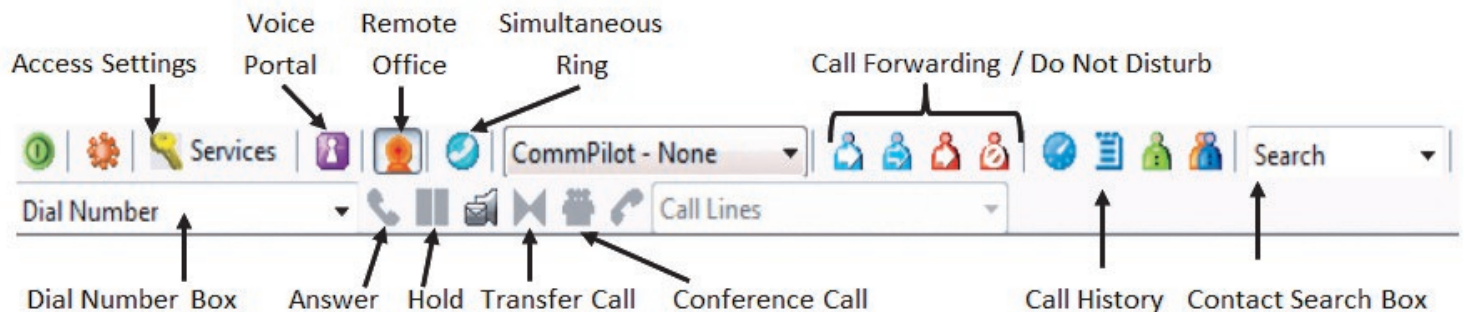 Voice Remote Simultaneous
Access Settings Portal Office Ring Call Forwarding / Do Not Disturb
Services CommPilot - None Search
Dial Number Call Lines
Dial Number Box Answer Hold Transfer Call Conference Call Call History Contact Search Box